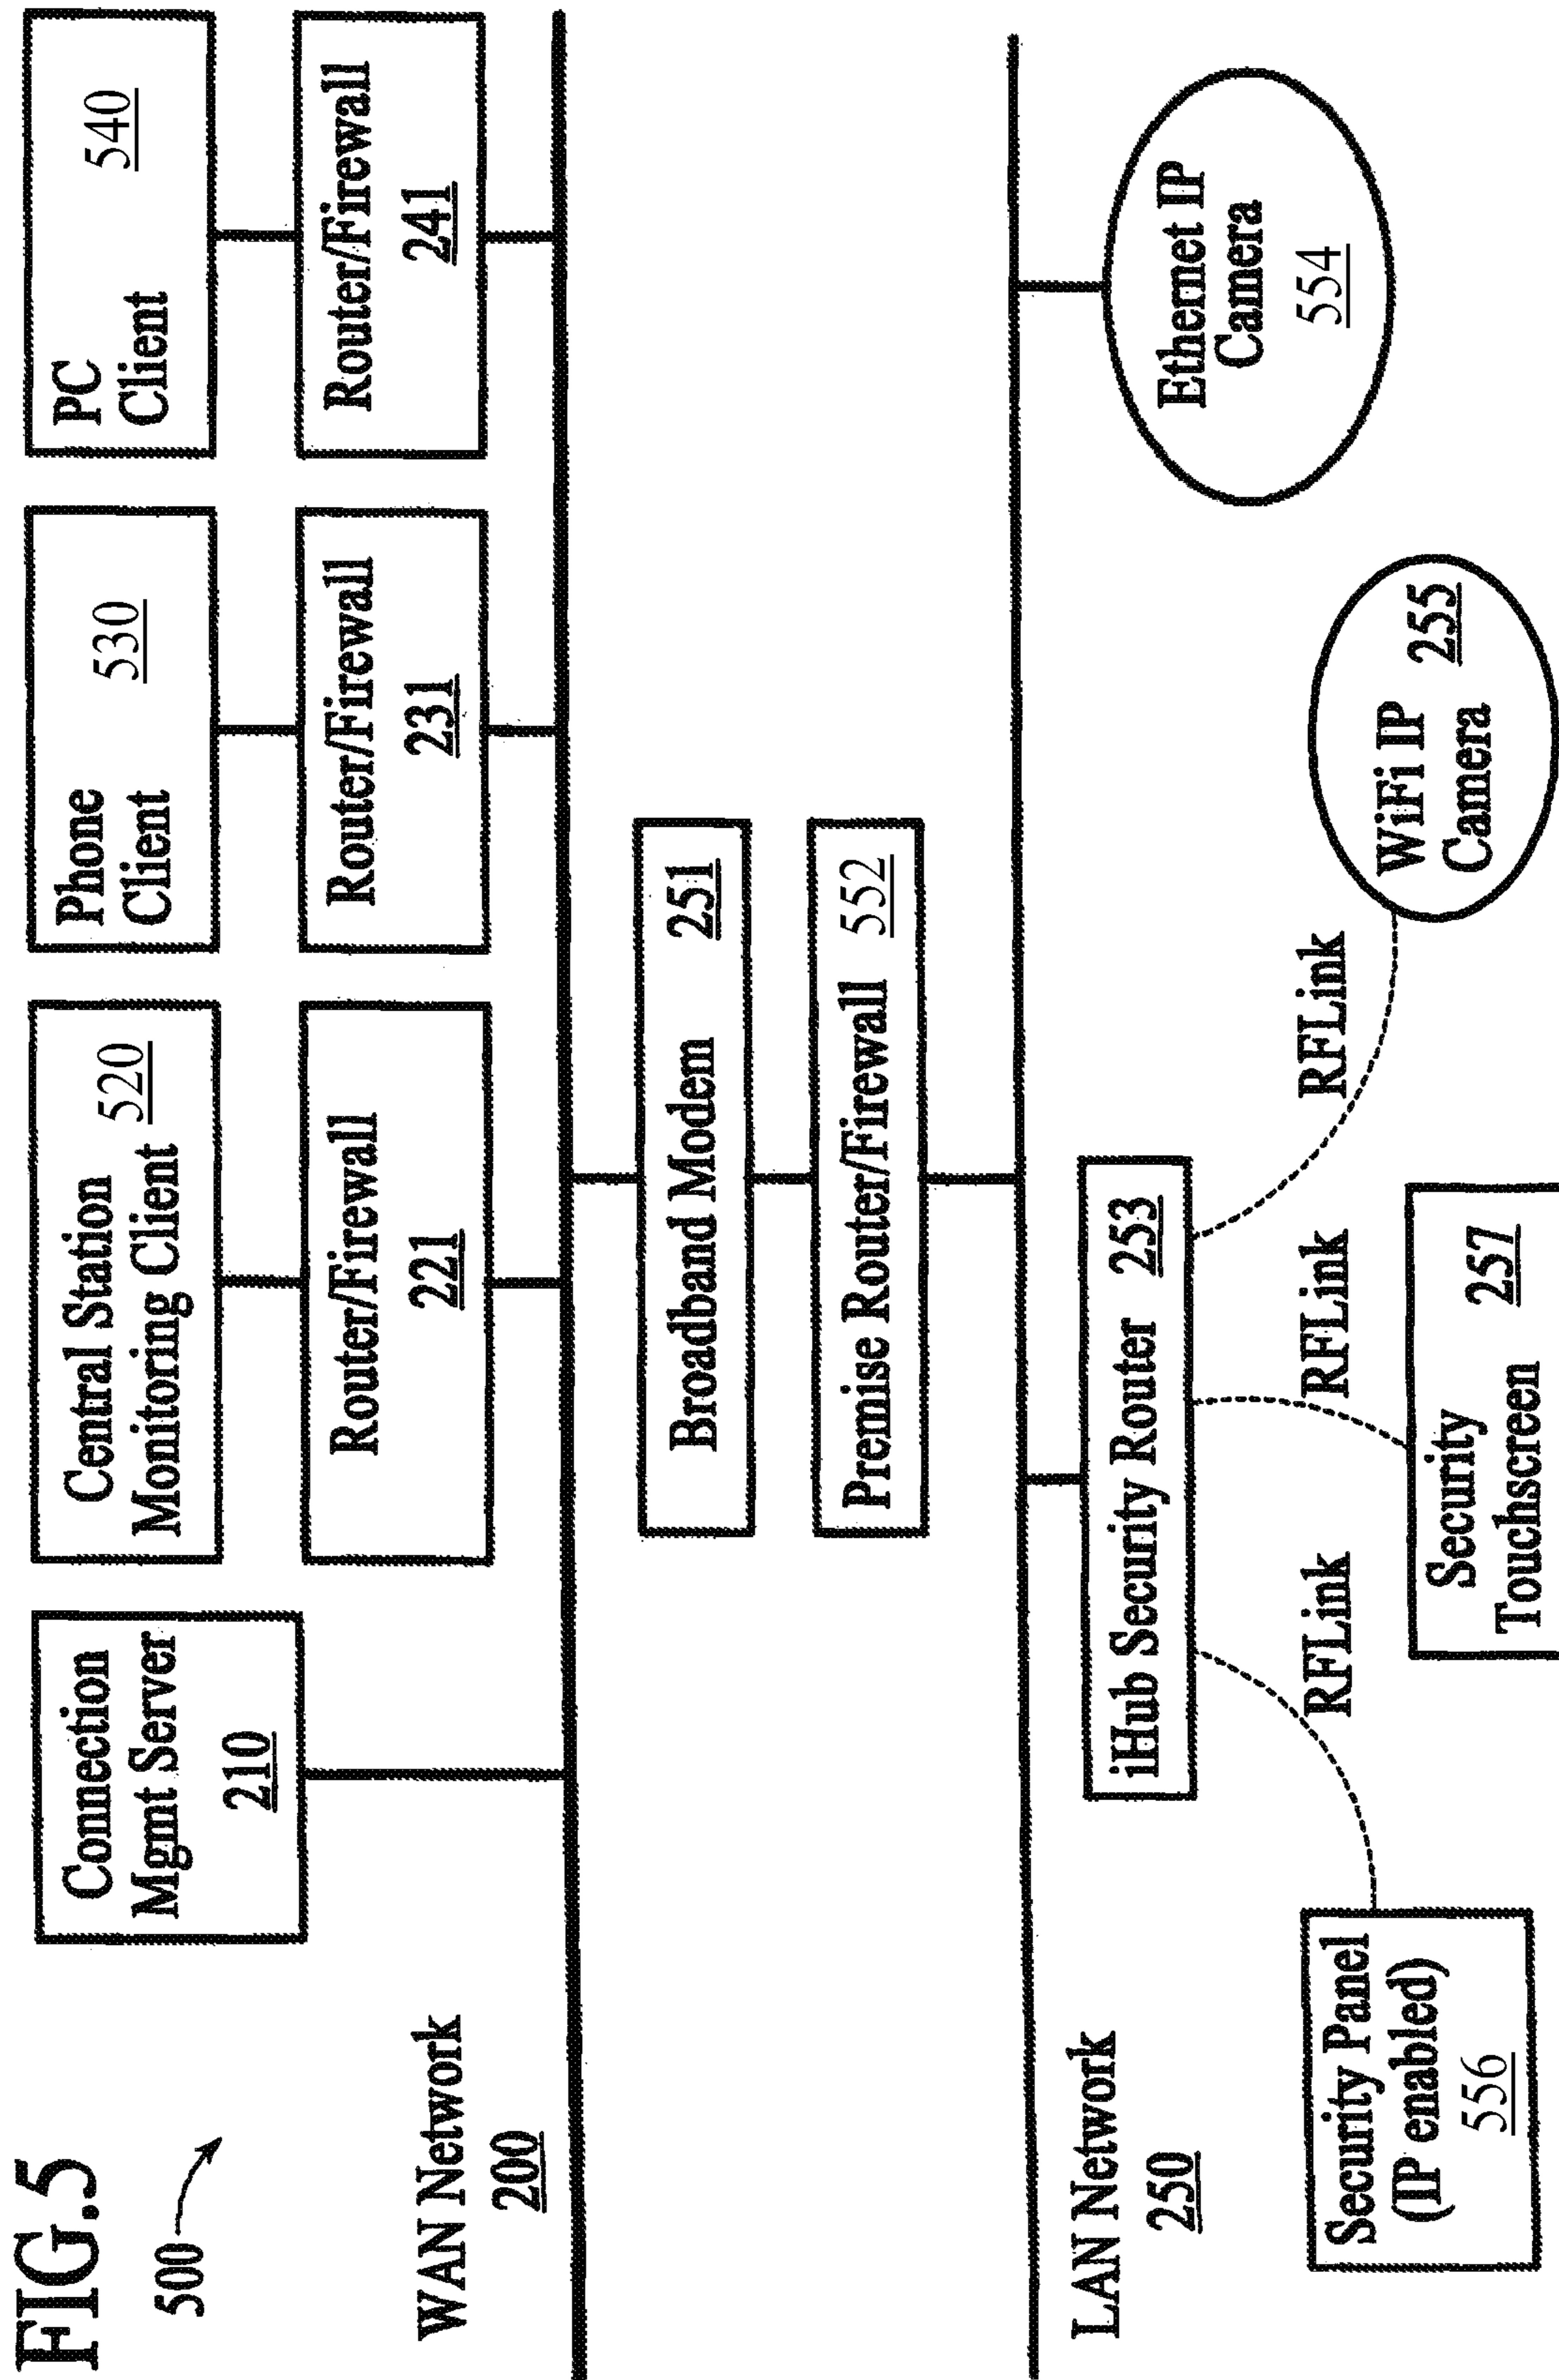 FIG.5
500
Connection
Mgmt Server
210
Central Station
Monitoring Client 520
Phone
Client
530
PC
Client
540
Router/Firewall
221
Router/Firewall
231
Router/Firewall
241
WAN Network
200
Broadband Modem 251
Premise Router/Firewall 552
LAN Network
250
iHub Security Router 253
Ethernet IP
Camera
554
RFLink
RFLink
RFLink
Security Panel
(IP enabled)
556
Security
Touchscreen
257
WiFi IP
Camera
255